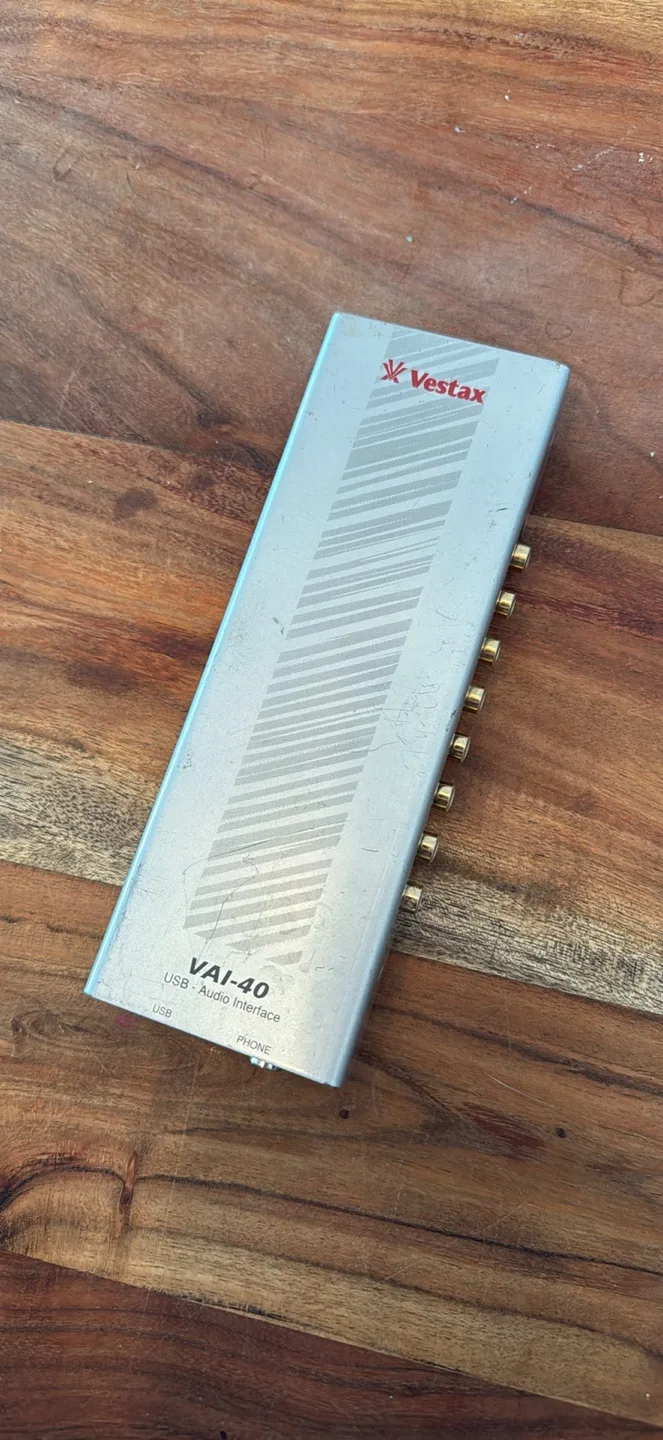 Vestax
VAI-40
USB - Audio Interface
USB
PHONE